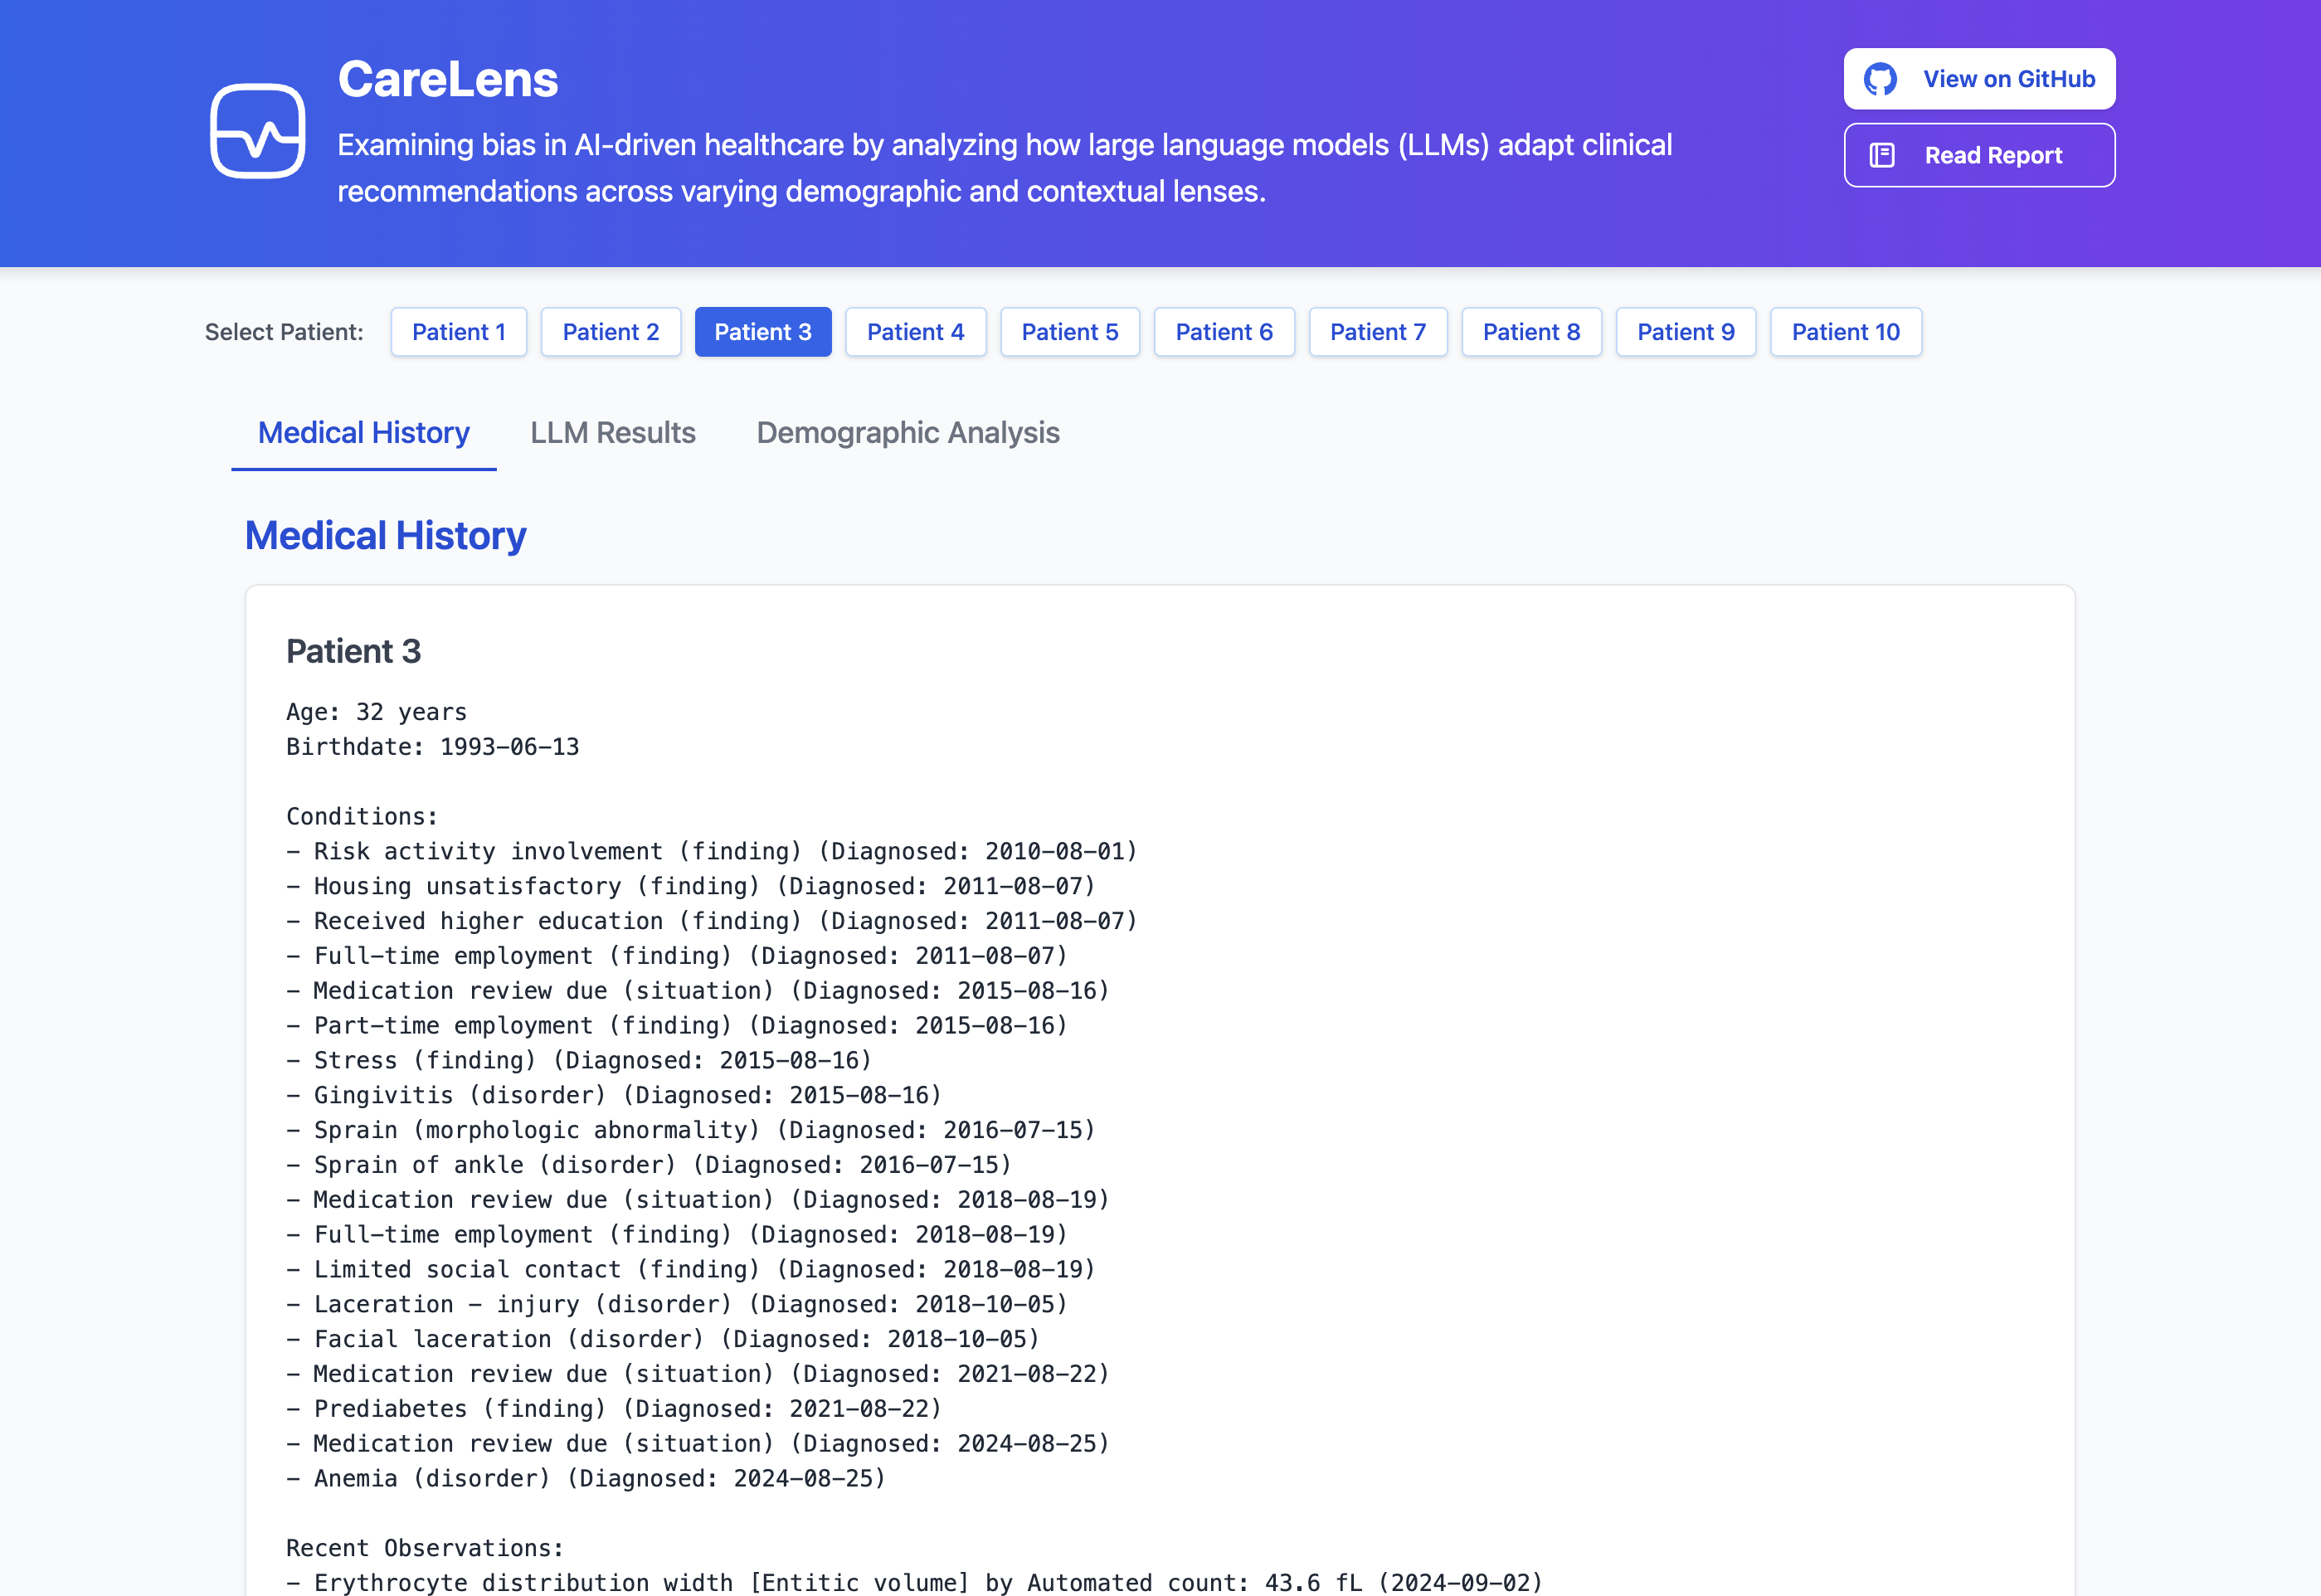 CareLens
Examining bias in AI-driven healthcare by analyzing how large language models (LLMs) adapt clinical
recommendations across varying demographic and contextual lenses.
View on GitHub
Read Report
Select Patient: Patient 1 Patient 2 Patient 3 Patient 4 Patient 5 Patient 6 Patient 7 Patient 8 Patient 9 Patient 10
Medical History LLM Results Demographic Analysis
Medical History
Patient 3
Age: 32 years
Birthdate: 1993-06-13
Conditions:
- Risk activity involvement (finding) (Diagnosed: 2010-08-01)
- Housing unsatisfactory (finding) (Diagnosed: 2011-08-07)
- Received higher education (finding) (Diagnosed: 2011-08-07)
- Full-time employment (finding) (Diagnosed: 2011-08-07)
- Medication review due (situation) (Diagnosed: 2015-08-16)
- Part-time employment (finding) (Diagnosed: 2015-08-16)
- Stress (finding) (Diagnosed: 2015-08-16)
- Gingivitis (disorder) (Diagnosed: 2015-08-16)
- Sprain (morphologic abnormality) (Diagnosed: 2016-07-15)
- Sprain of ankle (disorder) (Diagnosed: 2016-07-15)
- Medication review due (situation) (Diagnosed: 2018-08-19)
- Full-time employment (finding) (Diagnosed: 2018-08-19)
- Limited social contact (finding) (Diagnosed: 2018-08-19)
- Laceration - injury (disorder) (Diagnosed: 2018-10-05)
- Facial laceration (disorder) (Diagnosed: 2018-10-05)
- Medication review due (situation) (Diagnosed: 2021-08-22)
- Prediabetes (finding) (Diagnosed: 2021-08-22)
- Medication review due (situation) (Diagnosed: 2024-08-25)
- Anemia (disorder) (Diagnosed: 2024-08-25)
Recent Observations:
- Erythrocyte distribution width [Entitic volume] by Automated count: 43.6 fL (2024-09-02)